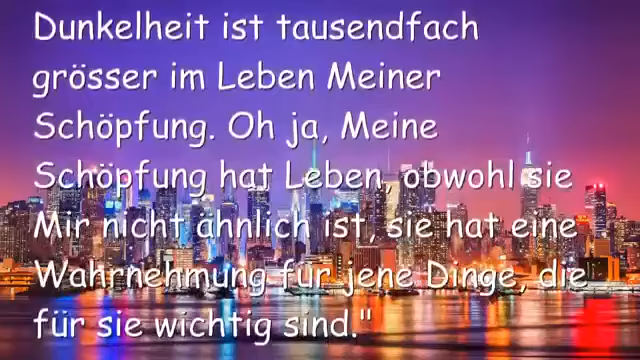 Dunkelheit ist tausendfach
grösser im Leben Meiner
Schöpfung. Oh ja, Meine
Schöpfung hat Leben, obwohl sie
Mir nicht ähnlich ist, sie hat eine
Wahrnehmung für jene Dinge, die
für sie wichtig sind."